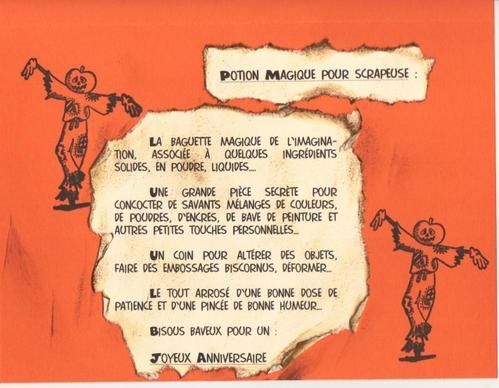 POTION MAGIQUE POUR SCRAPEUSE :
LA BAGUETTE MAGIQUE DE L'IMAGINA-
TION, ASSOCIÉE À QUELQUES INGRÉDIENTS
SOLIDES, EN POUDRE, LIQUIDES...
UNE GRANDE PIÈCE SECRÈTE POUR
CONCOCTER DE SAVANTS MÉLANGES DE COULEURS,
DE POUDRES, D'ENCRES, DE BAVE DE PEINTURE ET
AUTRES PETITES TOUCHES PERSONNELLES...
UN COIN POUR ALTÉRER DES OBJETS,
FAIRE DES EMBOSSAGES BISCORNUS, DÉFORMER...
LE TOUT ARROSÉ D'UNE BONNE DOSE DE
PATIENCE ET D'UNE PINCÉE DE BONNE HUMEUR...
BISOUS BAVEUX POUR UN :
JOYEUX ANNIVERSAIRE